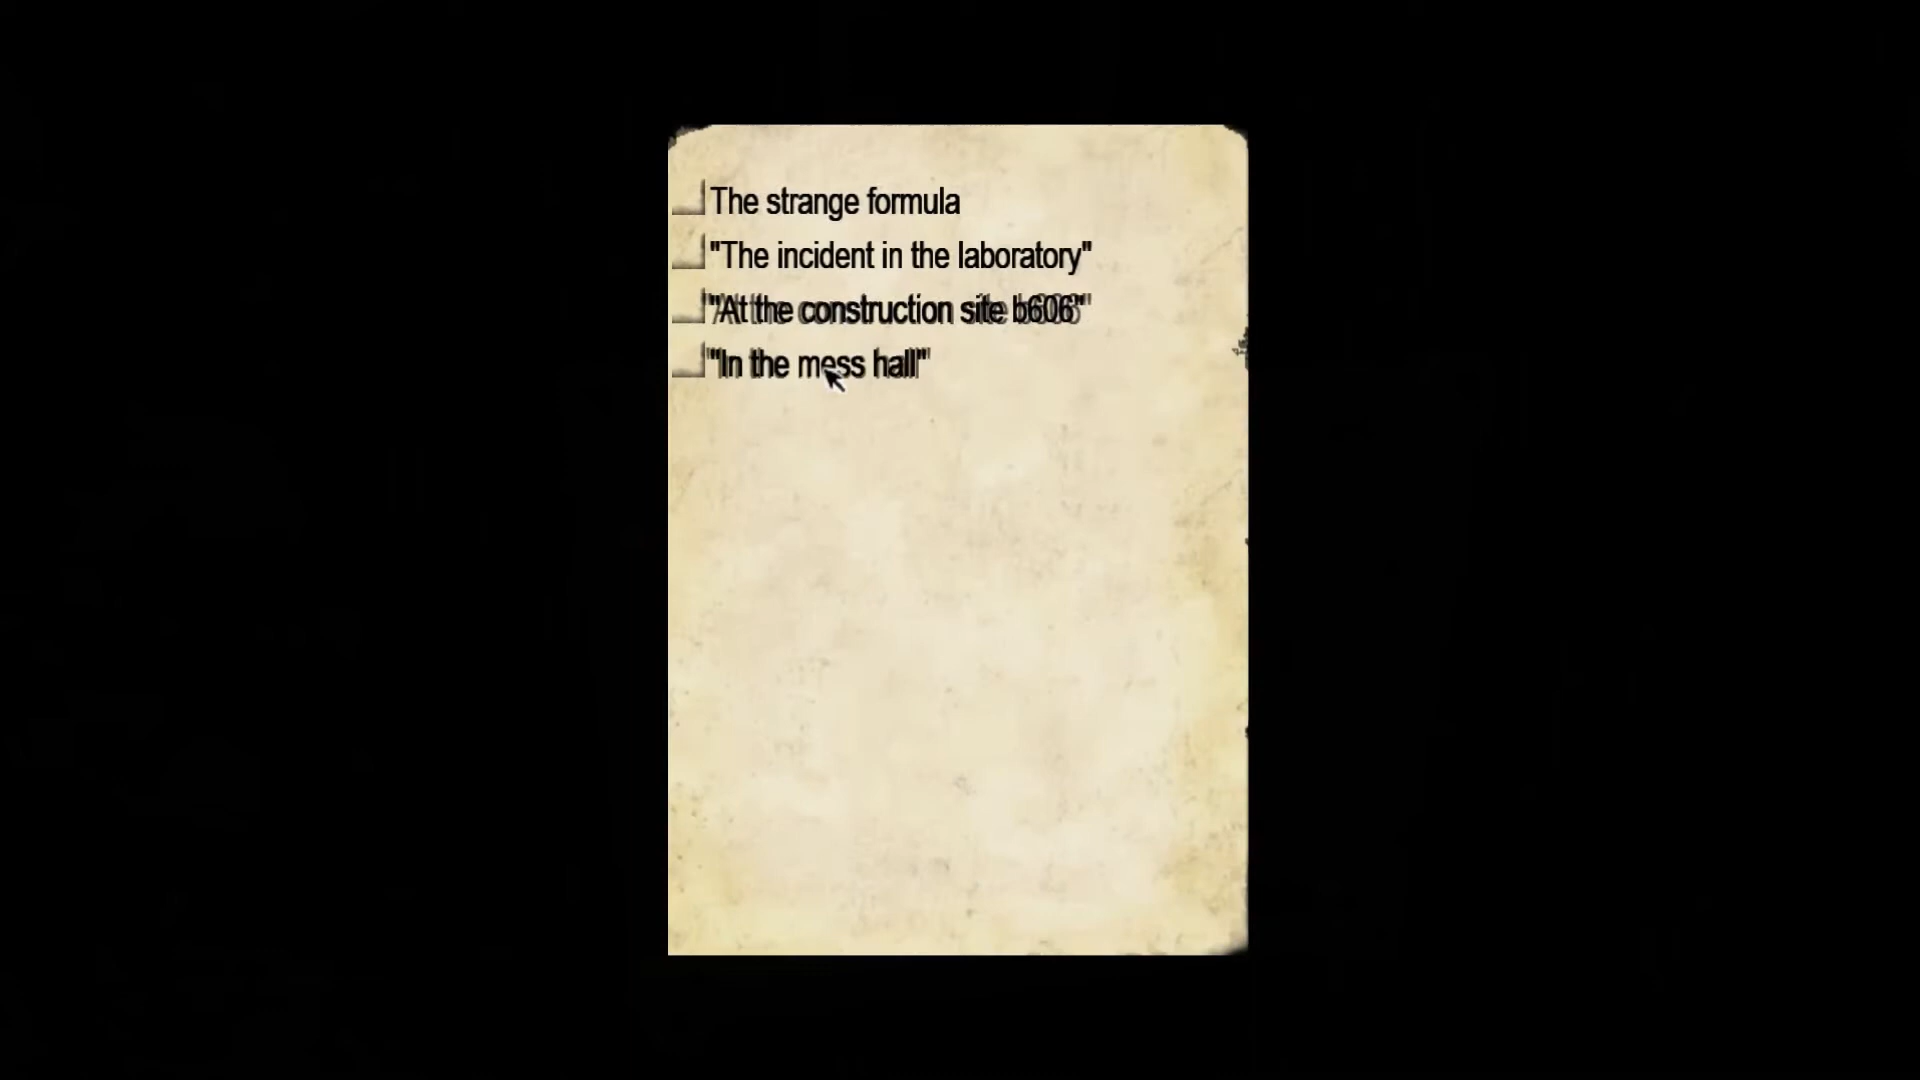 The strange formula
"The incident in the laboratory"
"At the construction site b606"
"In the mess hall"